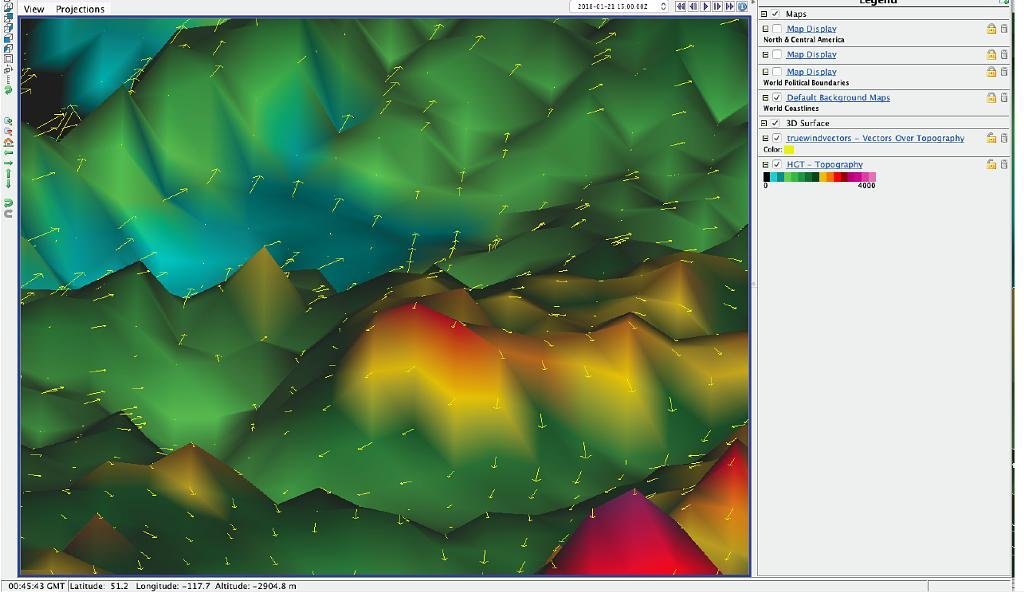 View Projections
2018-01-21 15:00:00Z
Legend
Maps
Map Display
North & Central America
Map Display
Map Display
World Political Boundaries
Default Background Maps
World Coastlines
3D Surface
truewindvectors - Vectors Over Topography
Color:
HGT - Topography
0 4000
00:45:43 GMT Latitude: 51.2 Longitude: -117.7 Altitude: -2904.8 m